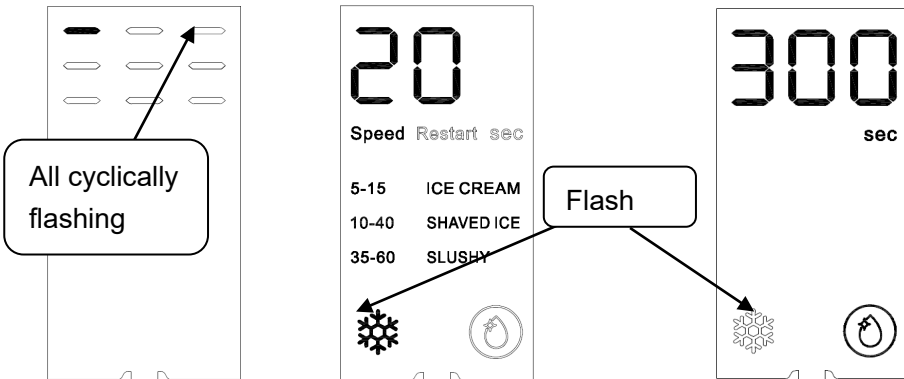 20
300
Speed Restart sec
sec
All cyclically
flashing
5-15 ICE CREAM
10-40 SHAVED ICE
35-60 SLUSHY
Flash